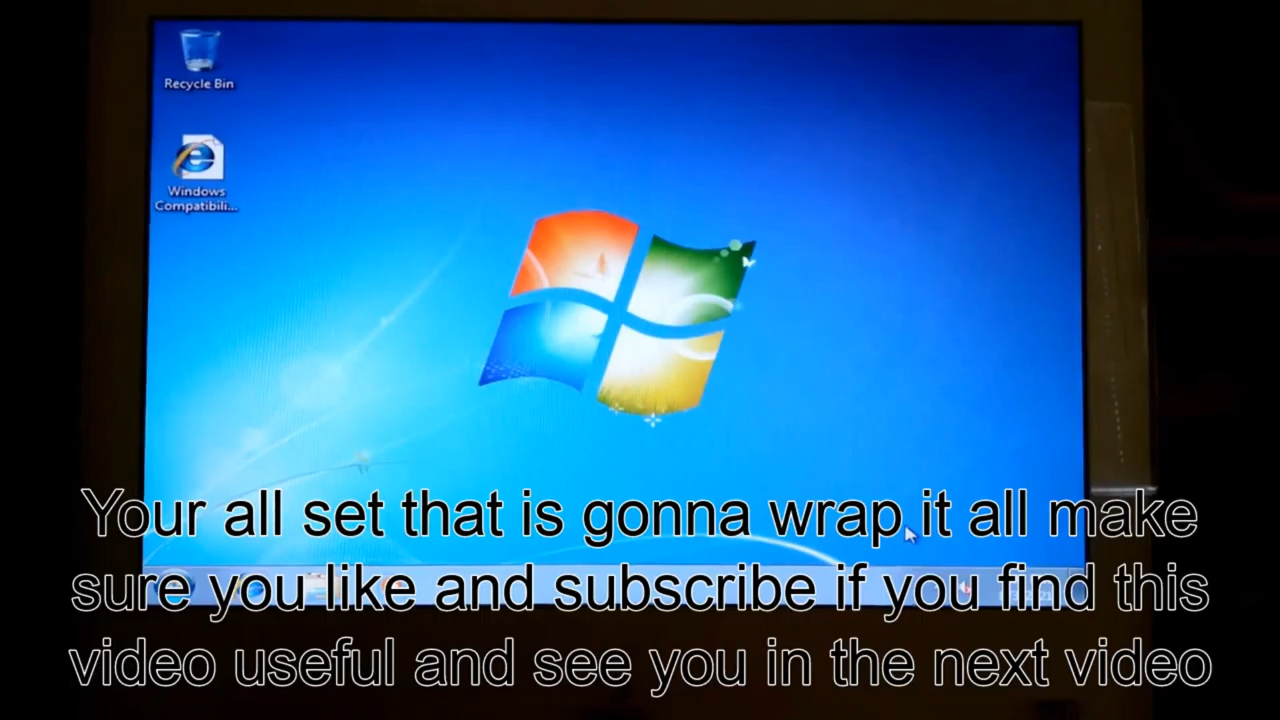 Recycle Bin
Windows
Compatibili...
Your all set that is gonna wrap it all make
sure you like and subscribe if you find this
video useful and see you in the next video